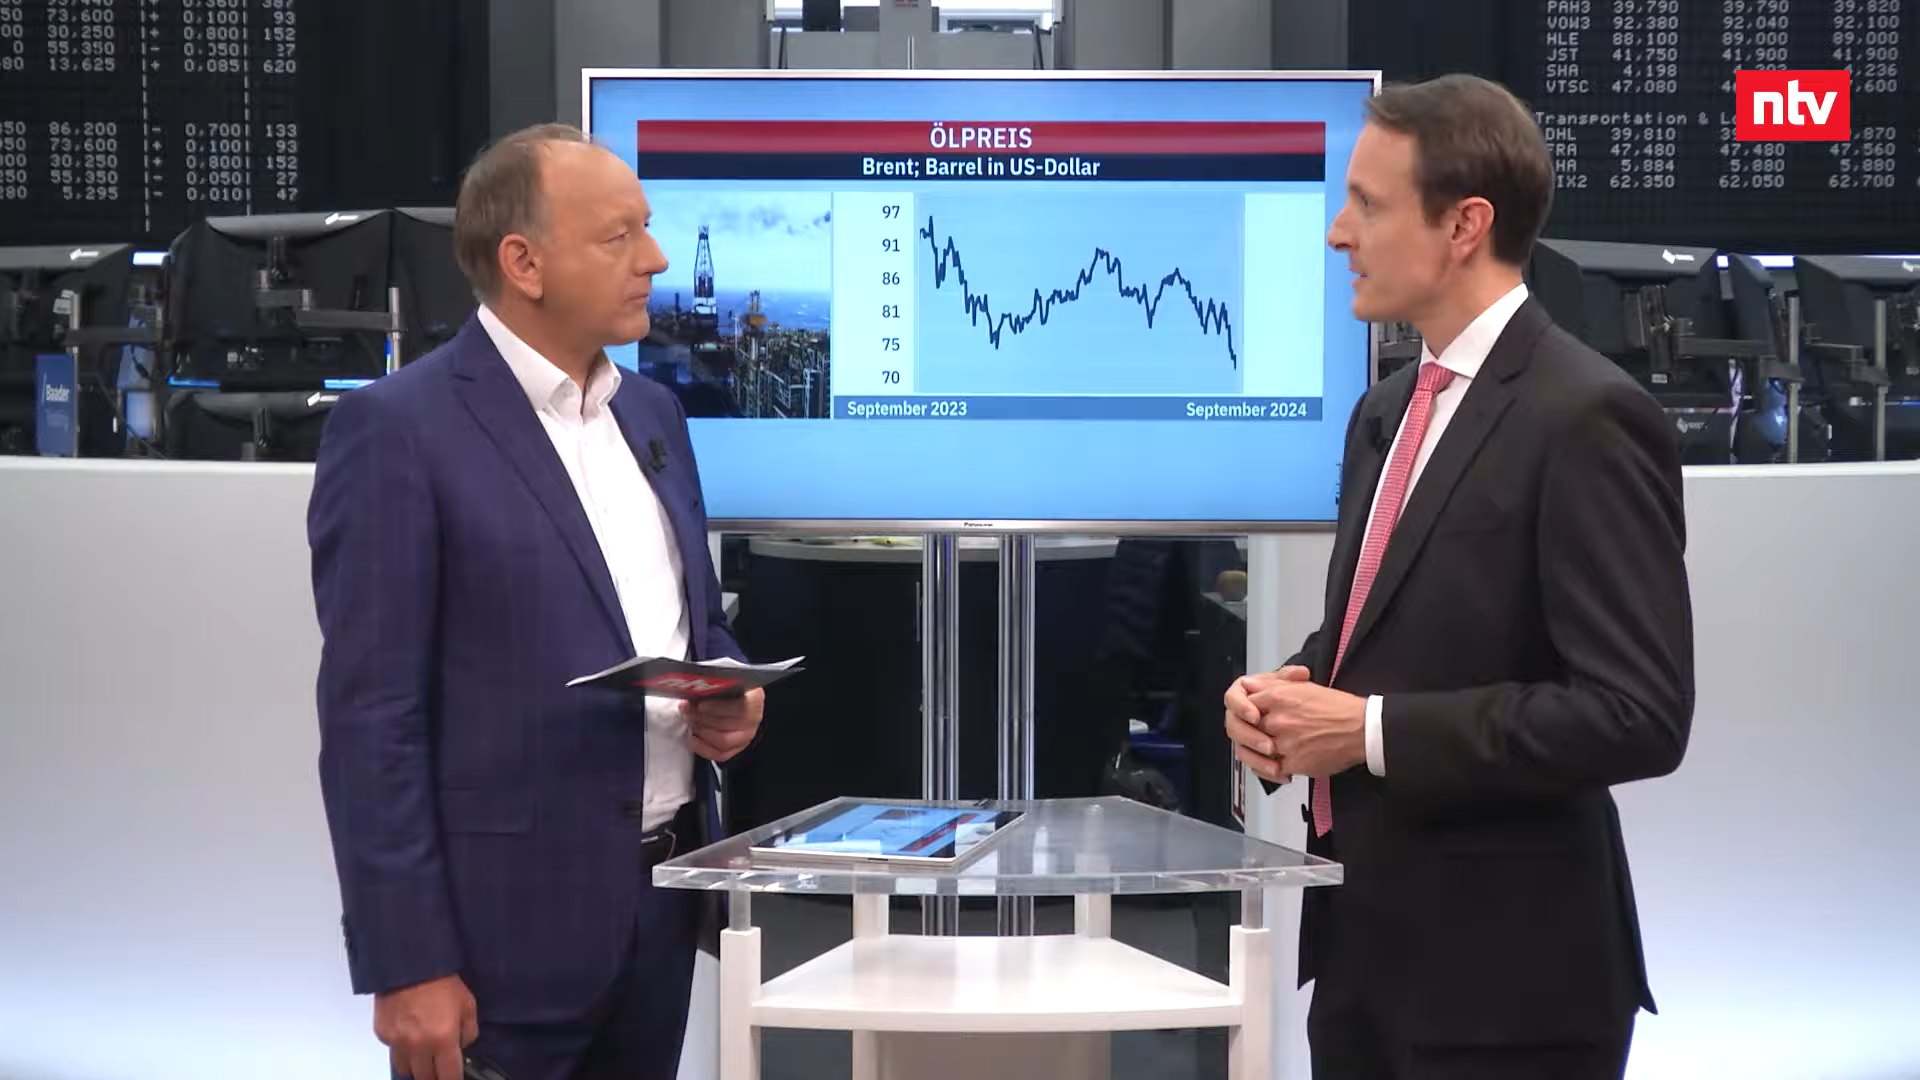 73,600 |+ 0,100| 93
30,250 |+ 0,800| 152
55,350 |- 0,050| 27
13,625 |+ 0,085| 620
86,200 |- 0,700| 133
73,600 |+ 0,100| 93
30,250 |+ 0,800| 152
55,350 |- 0,050| 27
5,295 |- 0,010| 47
PAH3 39,790 39,790 39,820
VOW3 92,380 92,040 92,100
HLE 88,100 89,000 89,000
JST 41,750 41,900 41,900
SHA 4,198
VTSC 47,080
Transportation &
DHL 39,810
FRA 47,480 47,480 47,560
5,884 5,880 5,880
62,350 62,050 62,700
ntv
ÖLPREIS
Brent; Barrel in US-Dollar
97
91
86
81
75
70
September 2023
September 2024
Panasonic
Baader
ntv